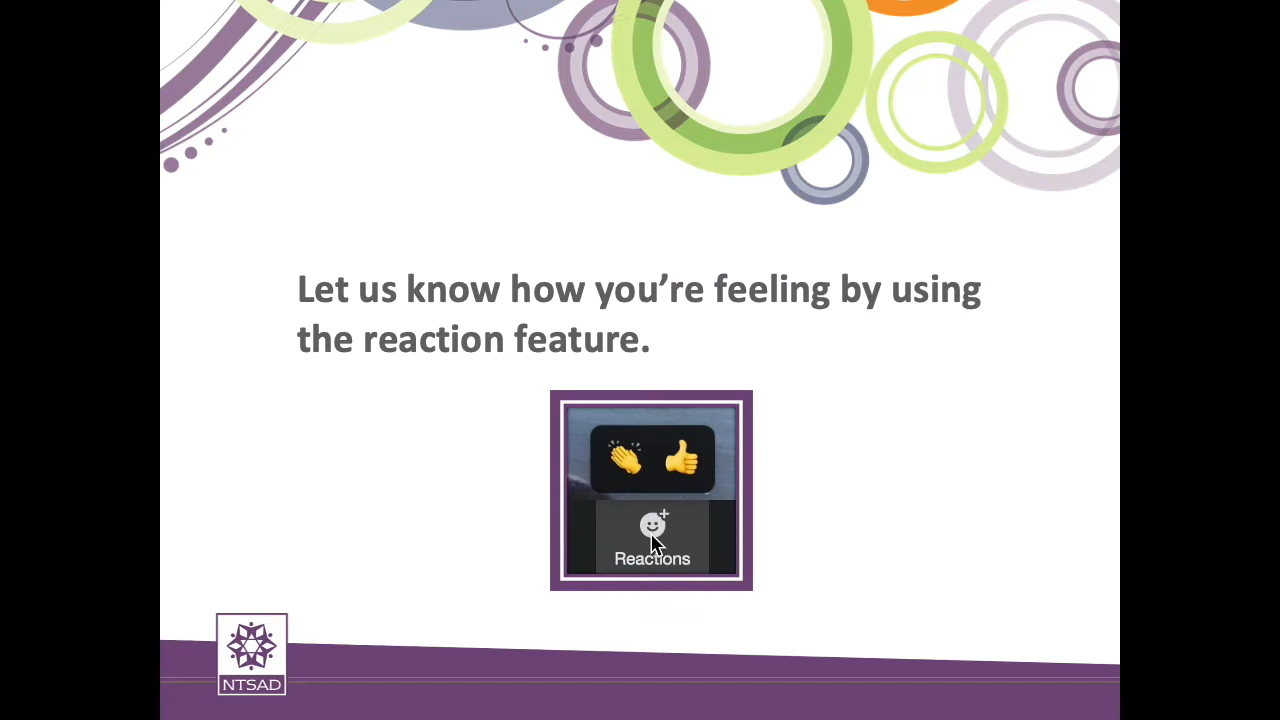 Let us know how you’re feeling by using
the reaction feature.
Reactions
NTSAD